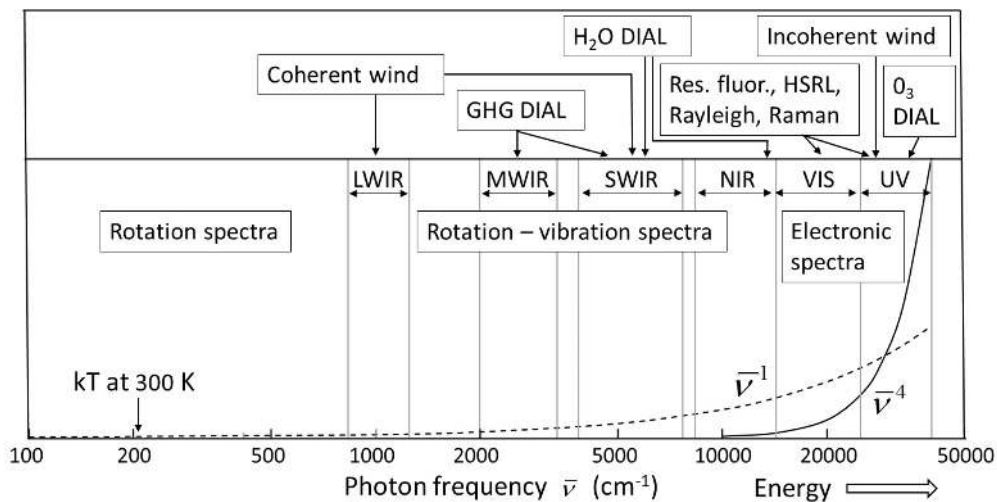 H₂O DIAL
Incoherent wind
Coherent wind
GHG DIAL
Res. fluor., HSRL,
Rayleigh, Raman
0₃
DIAL
LWIR
MWIR
SWIR
NIR
VIS
UV
Rotation spectra
Rotation – vibration spectra
Electronic
spectra
kT at 300 K
ν̅¹
ν̅⁴
100 200 500 1000 2000 5000 10000 20000 50000
Photon frequency ν̅ (cm⁻¹)
Energy